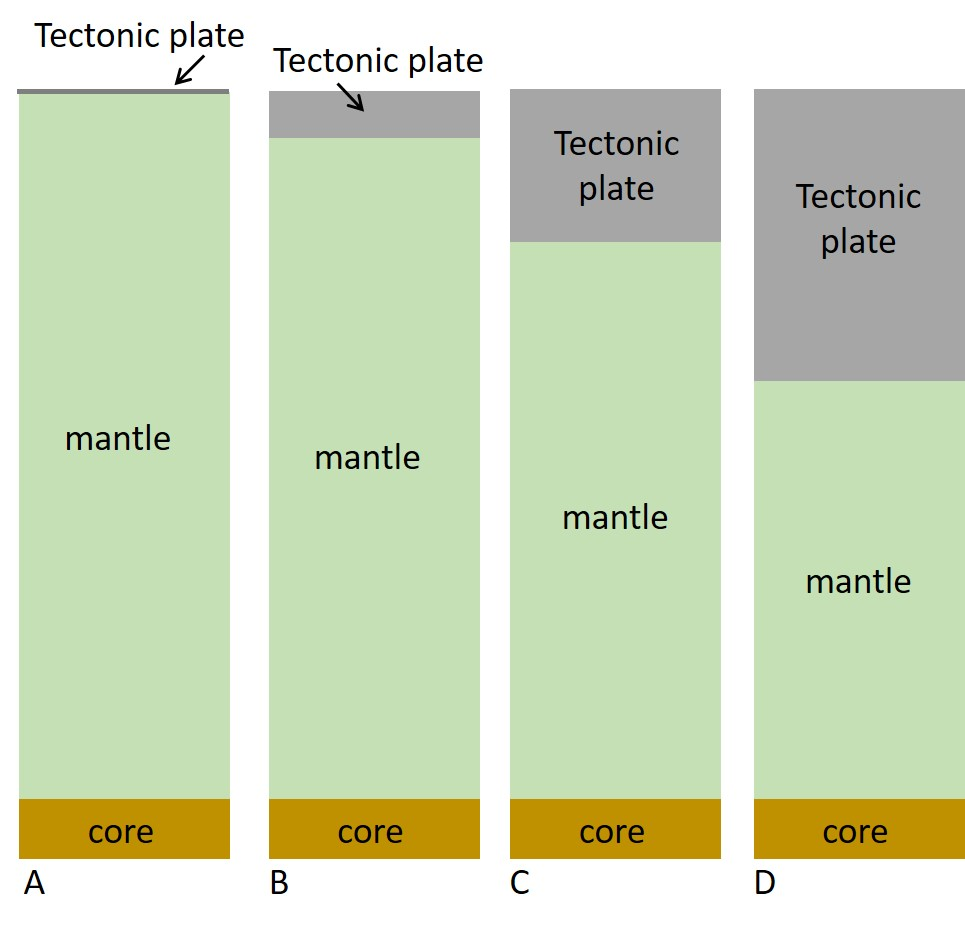 Tectonic plate
Tectonic plate
Tectonic
plate
Tectonic
plate
mantle
mantle
mantle
mantle
core
core
core
core
A
B
C
D